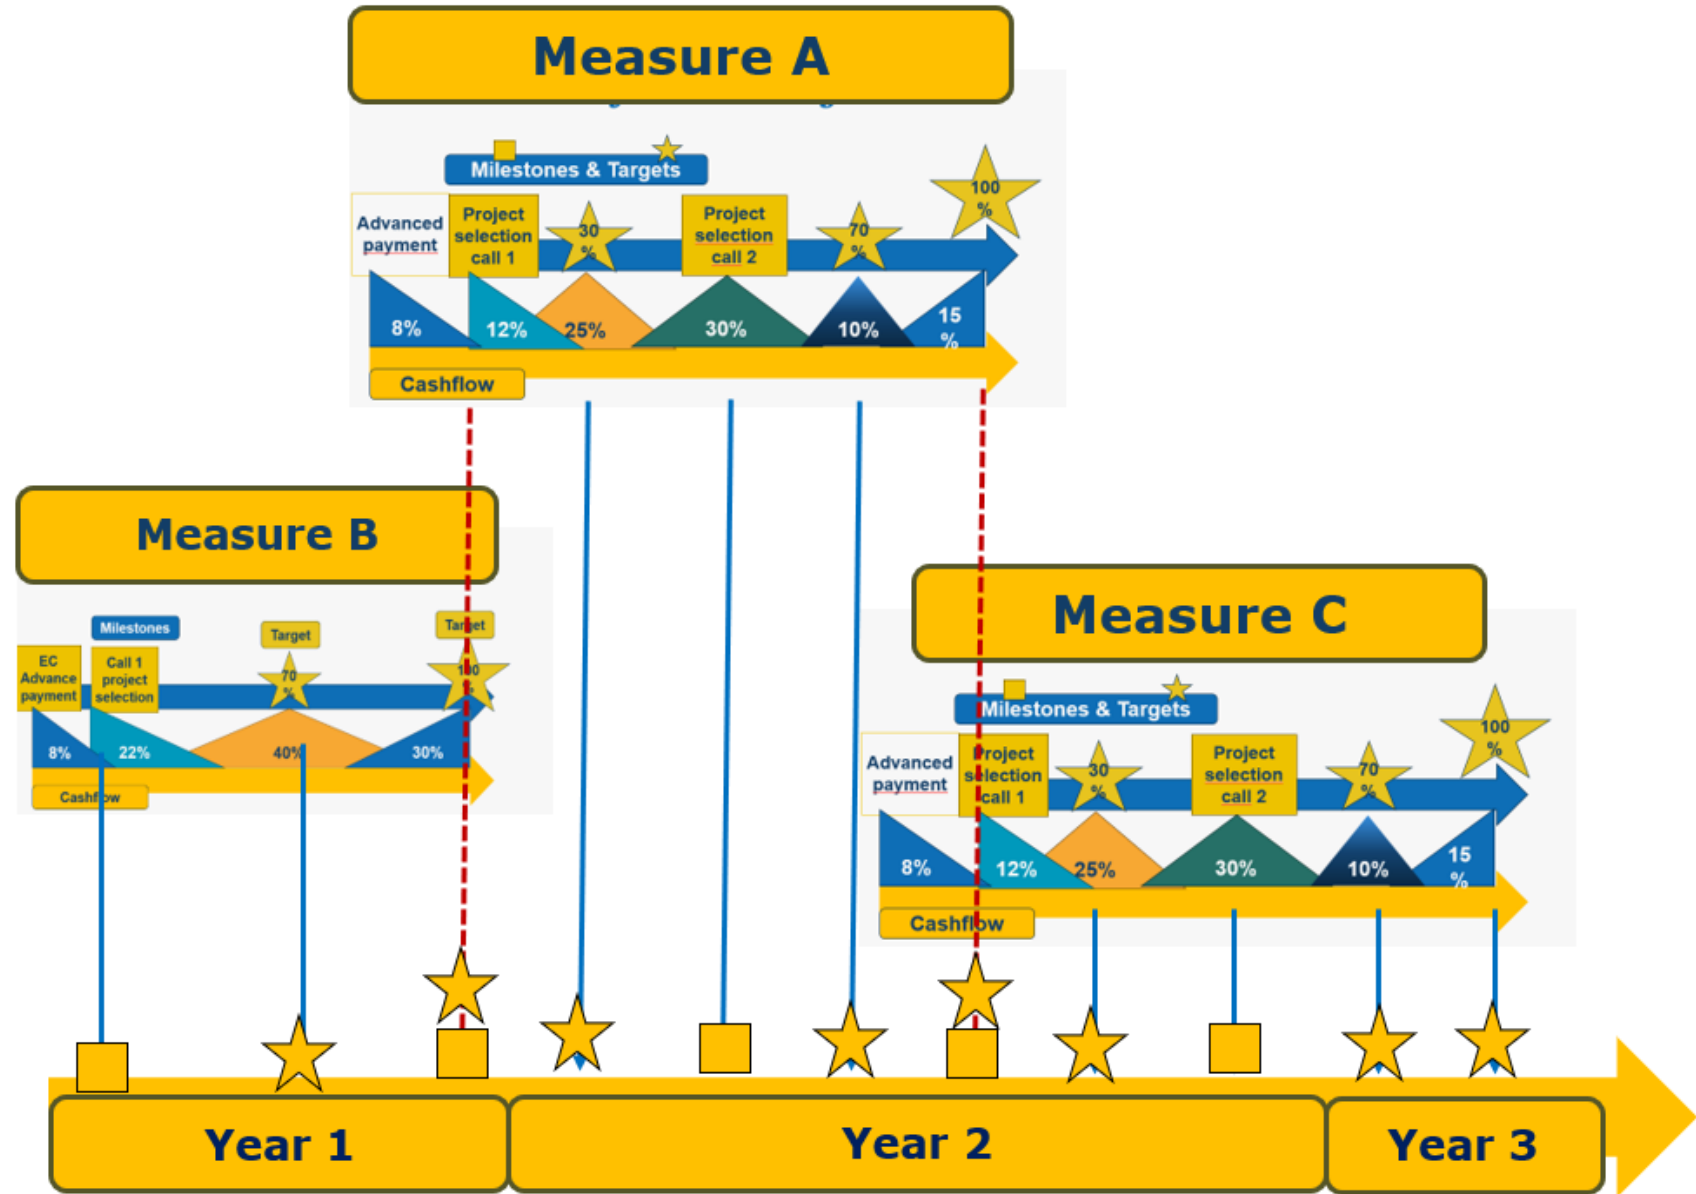 Measure A
Milestones & Targets
100
%
Advanced
payment
Project
selection
call 1
30
%
Project
selection
call 2
70
%
8%
12%
25%
30%
10%
15
%
Cashflow
Measure B
Milestones
Target
Target
EC
Advance
payment
Call 1
project
selection
70
%
100
%
8%
22%
40%
30%
Cashflow
Measure C
Milestones & Targets
100
%
Advanced
payment
Project
selection
call 1
30
%
Project
selection
call 2
70
%
8%
12%
25%
30%
10%
15
%
Cashflow
Year 1
Year 2
Year 3